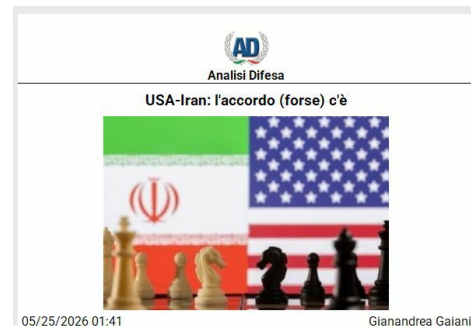 AD
Analisi Difesa
USA-Iran: l'accordo (forse) c'è
05/25/2026 01:41
Gianandrea Gaiani